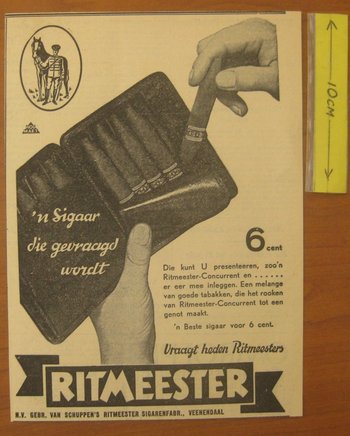 10CM
'n Sigaar
die gevraagd
wordt
6 cent
Die kunt U presenteeren, zoo'n
Ritmeester-Concurrent en ......
er eer mee inleggen. Een melange
van goede tabakken, die het rooken
van Ritmeester-Concurrent tot een
genot maakt.
'n Beste sigaar voor 6 cent.
Vraagt heden Ritmeesters
RITMEESTER
N.V. GEBR. VAN SCHUPPEN'S RITMEESTER SIGARENFABR., VEENENDAAL